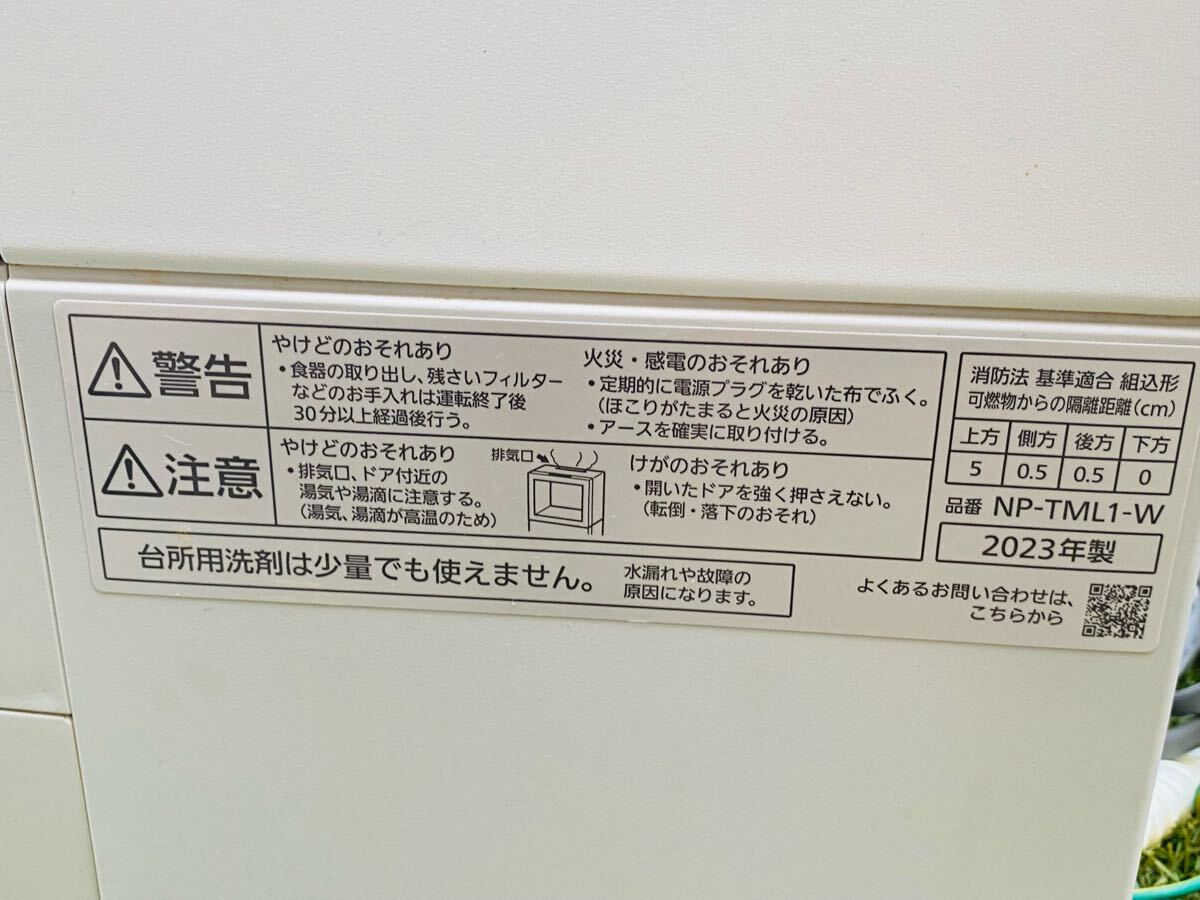 警告
やけどのおそれあり
・食器の取り出し、残さいフィルター
などのお手入れは運転終了後
30分以上経過後行う。
火災・感電のおそれあり
・定期的に電源プラグを乾いた布でふく。
（ほこりがたまると火災の原因）
・アースを確実に取り付ける。
注意
やけどのおそれあり
・排気口、ドア付近の
湯気や湯滴に注意する。
（湯気、湯滴が高温のため）
排気口
けがのおそれあり
・開いたドアを強く押さえない。
（転倒・落下のおそれ）
台所用洗剤は少量でも使えません。
水漏れや故障の
原因になります。
消防法 基準適合 組込形
可燃物からの隔離距離（cm）
上方 側方 後方 下方
5 0.5 0.5 0
品番 NP-TML1-W
2023年製
よくあるお問い合わせは、
こちらから